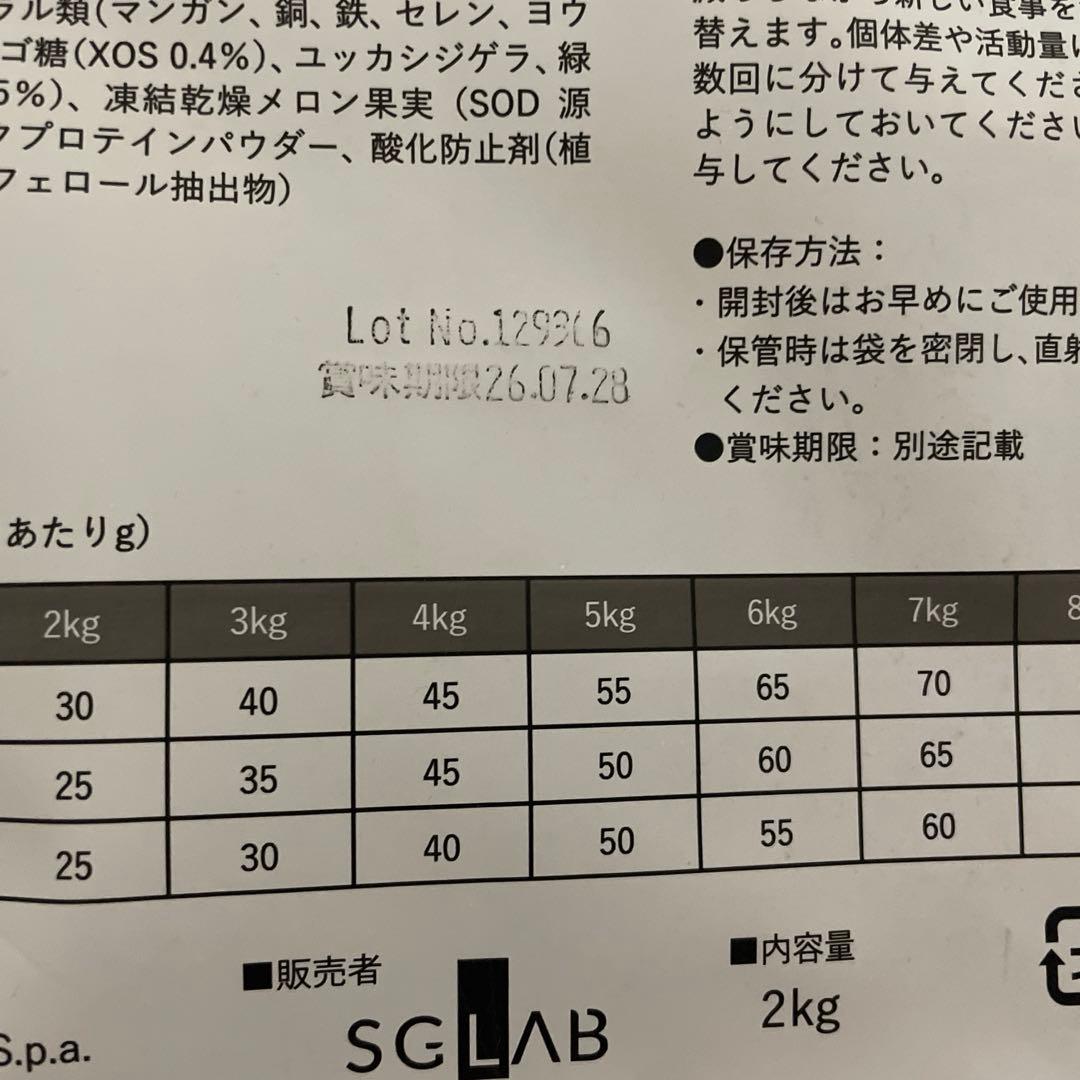 ラル類(マンガン、銅、鉄、セレン、ヨウ
ゴ糖(XOS 0.4%)、ユッカシジゲラ、緑
5%)、凍結乾燥メロン果実 (SOD 源
クプロテインパウダー、酸化防止剤(植
フェロール抽出物)
新しい食事を
替えます。個体差や活動量
数回に分けて与えてくださ
ようにしておいてください
与してください。
●保存方法：
・開封後はお早めにご使用
・保管時は袋を密閉し、直射
ください。
●賞味期限：別途記載
Lot No.
賞味期限26.07.28
あたりg)
2kg 3kg 4kg 5kg 6kg 7kg 8
30 40 45 55 65 70
25 35 45 50 60 65
25 30 40 50 55 60
■販売者
SGLAB
■内容量
2kg
S.p.a.